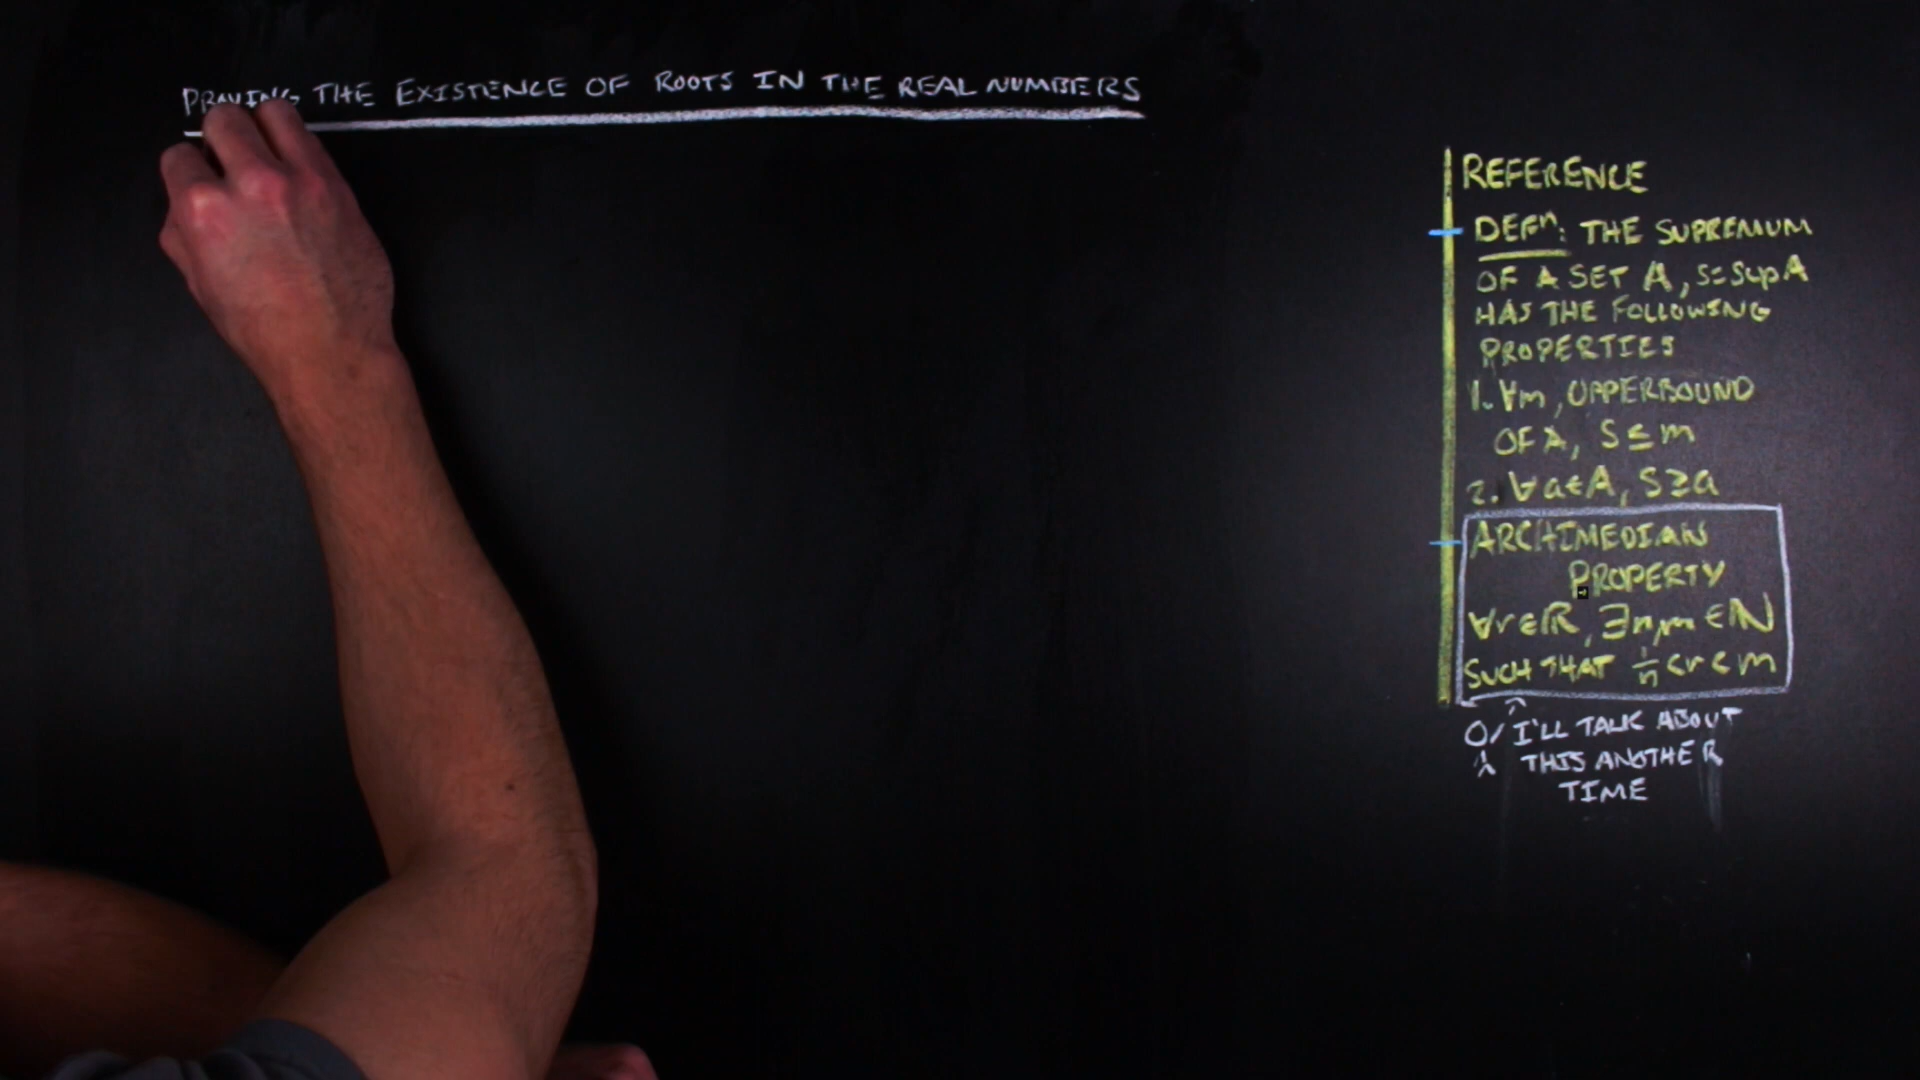 PROVING THE EXISTENCE OF ROOTS IN THE REAL NUMBERS
REFERENCE
DEFⁿ: THE SUPREMUM
OF A SET A, S=SupA
HAS THE FOLLOWING
PROPERTIES
1. ∀m, UPPERBOUND
OF A, S≤m
2. ∀a∈A, S≥a
ARCHIMEDIAN
PROPERTY
∀r∈ℝ, ∃n,m∈ℕ
SUCH THAT 1/n<r<m
I'LL TALK ABOUT
THIS ANOTHER
TIME